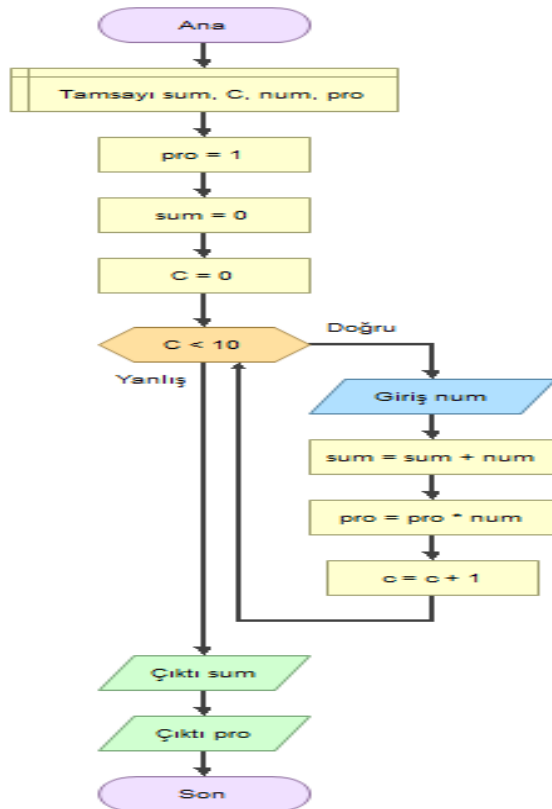 Ana
Tamsayı sum, C, num, pro
pro = 1
sum = 0
C = 0
C < 10
Doğru
Yanlış
Giriş num
sum = sum + num
pro = pro * num
c = c + 1
Çıktı sum
Çıktı pro
Son